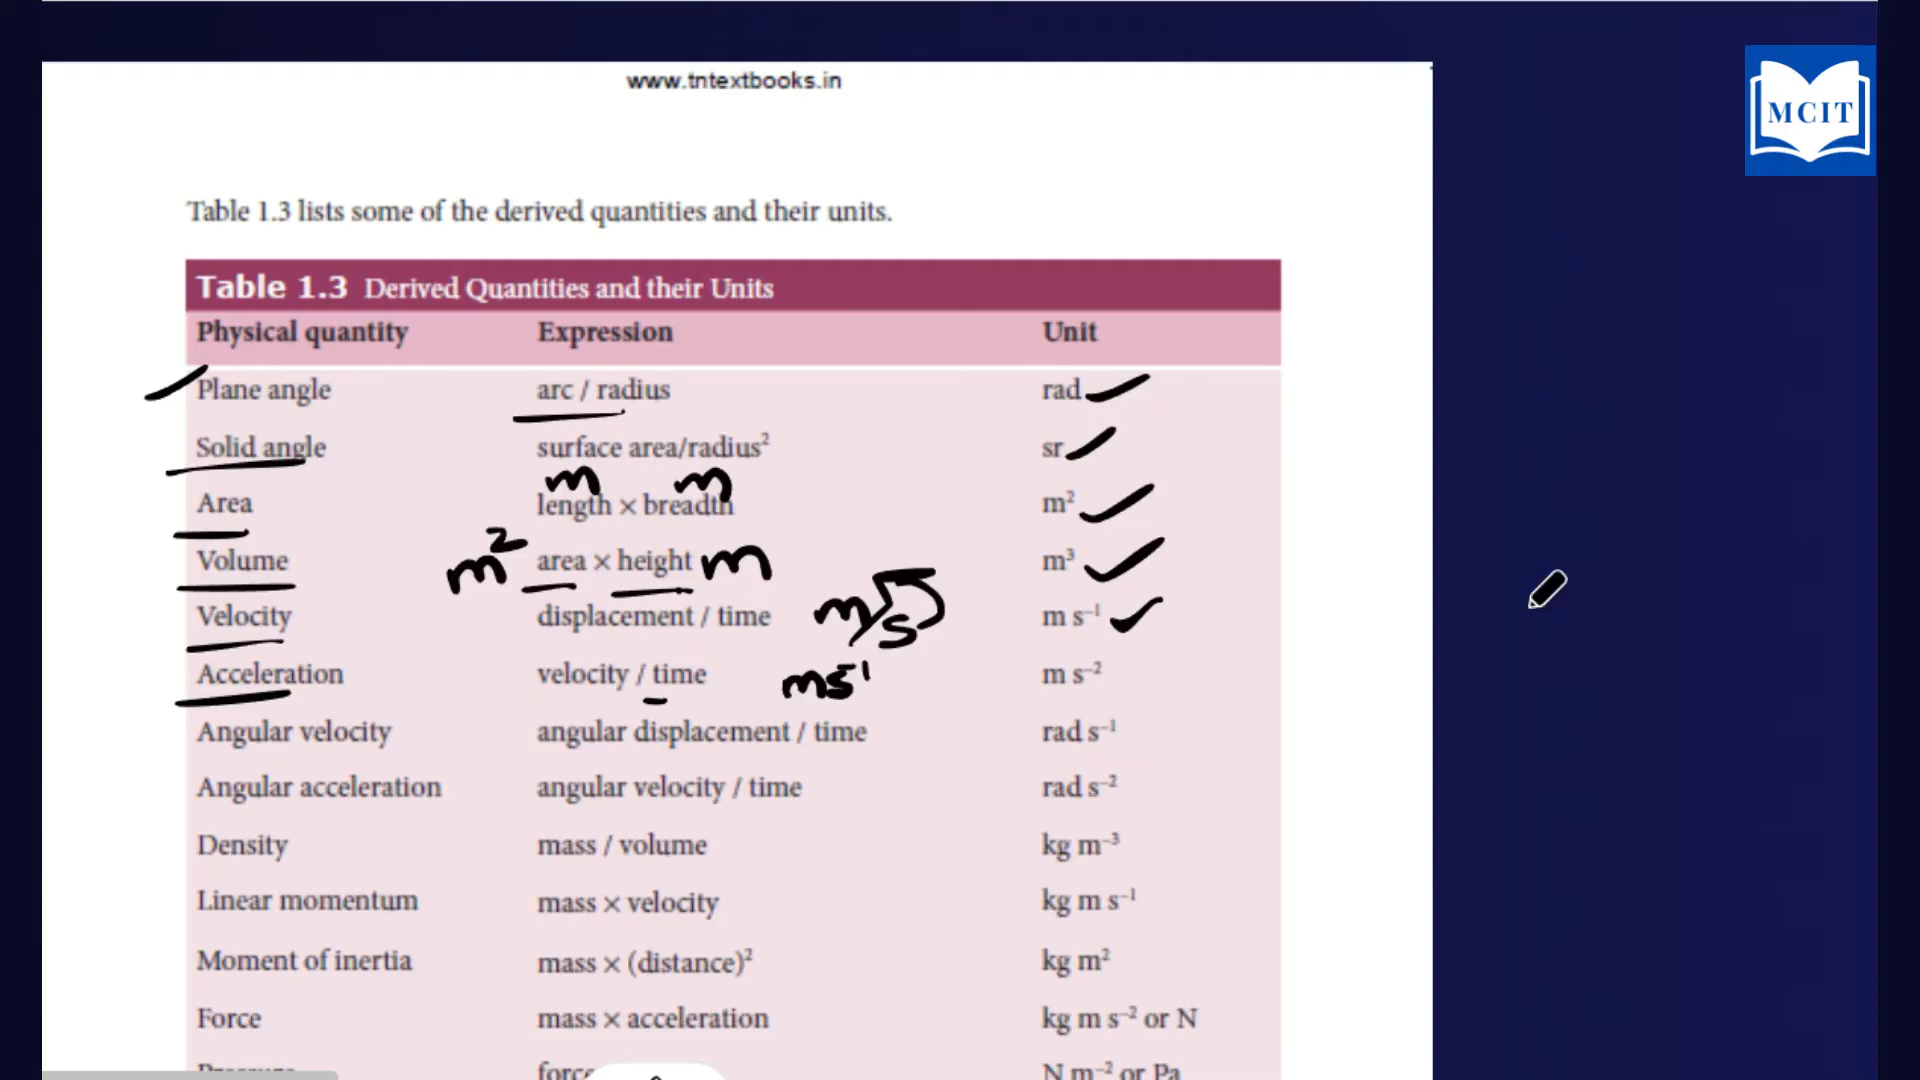 www.tntextbooks.in
MCIT
Table 1.3 lists some of the derived quantities and their units.
Table 1.3 Derived Quantities and their Units
Physical quantity Expression Unit
Plane angle arc / radius rad
Solid angle surface area/radius² sr
m m
Area length × breadth m²
Volume m² area × height m m³
Velocity displacement / time m/s m s⁻¹
Acceleration velocity / time ms⁻¹ m s⁻²
Angular velocity angular displacement / time rad s⁻¹
Angular acceleration angular velocity / time rad s⁻²
Density mass / volume kg m⁻³
Linear momentum mass × velocity kg m s⁻¹
Moment of inertia mass × (distance)² kg m²
Force mass × acceleration kg m s⁻² or N
Pressure force N m⁻² or Pa